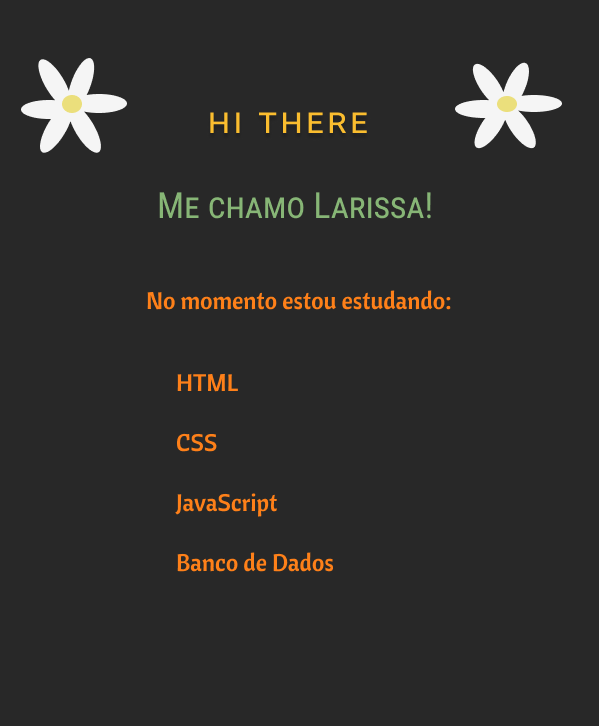 HI THERE
Me chamo Larissa!
No momento estou estudando:
HTML
CSS
JavaScript
Banco de Dados